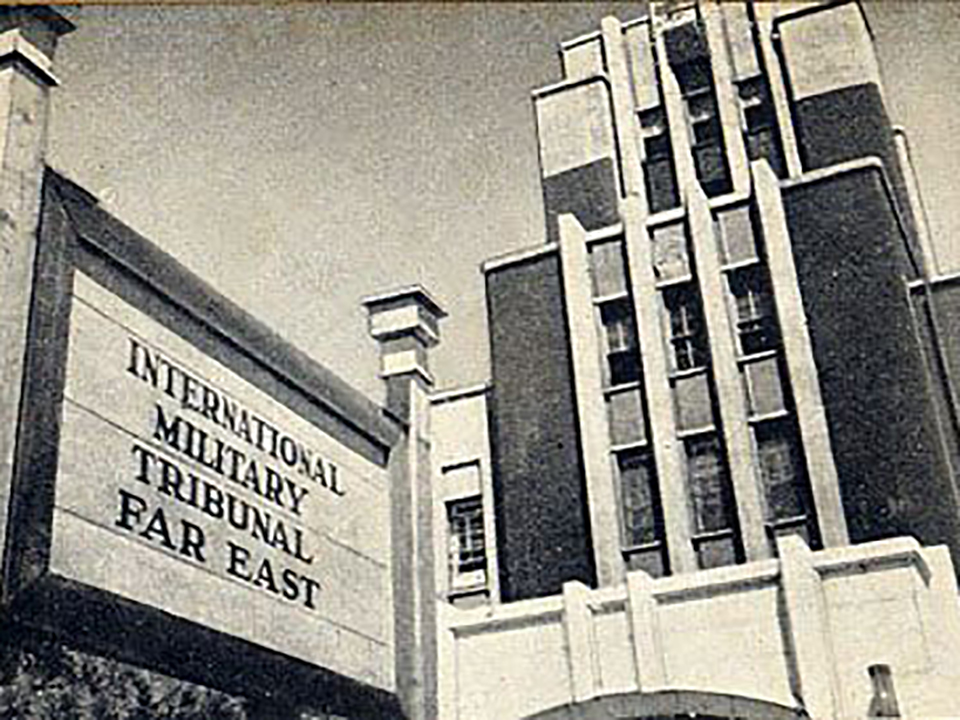 INTERNATIONAL
MILITARY
TRIBUNAL
FAR EAST